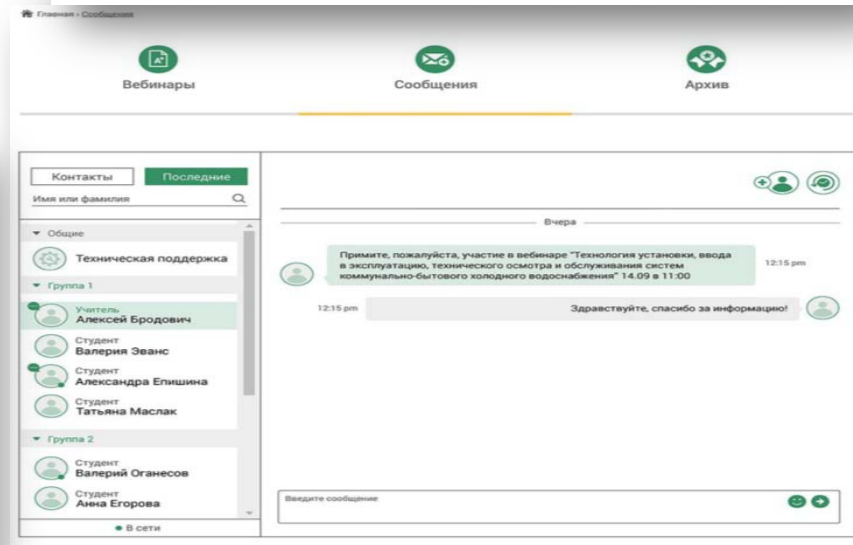 Главная › Сообщения
Вебинары
Сообщения
Архив
Контакты
Последние
Имя или фамилия
Общие
Техническая поддержка
Группа 1
Учитель
Алексей Бродович
Студент
Валерия Эванс
Студент
Александра Епишина
Студент
Татьяна Маслак
Группа 2
Студент
Валерий Оганесов
Студент
Анна Егорова
В сети
Вчера
Примите, пожалуйста, участие в вебинаре "Технология установки, ввода
в эксплуатацию, технического осмотра и обслуживания систем
коммунально-бытового холодного водоснабжения" 14.09 в 11:00
12:15 pm
12:15 pm
Здравствуйте, спасибо за информацию!
Введите сообщение